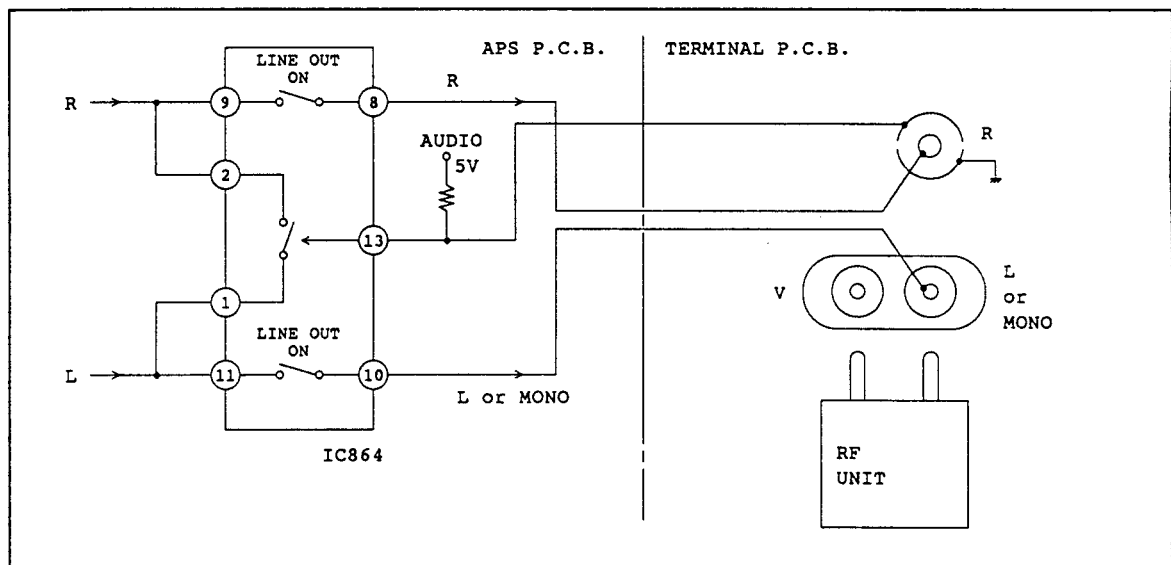 APS P.C.B.
TERMINAL P.C.B.
LINE OUT
ON
R
9
8
R
R
AUDIO
5V
2
13
1
V
L
or
MONO
LINE OUT
ON
L
11
10
L or MONO
IC864
RF
UNIT